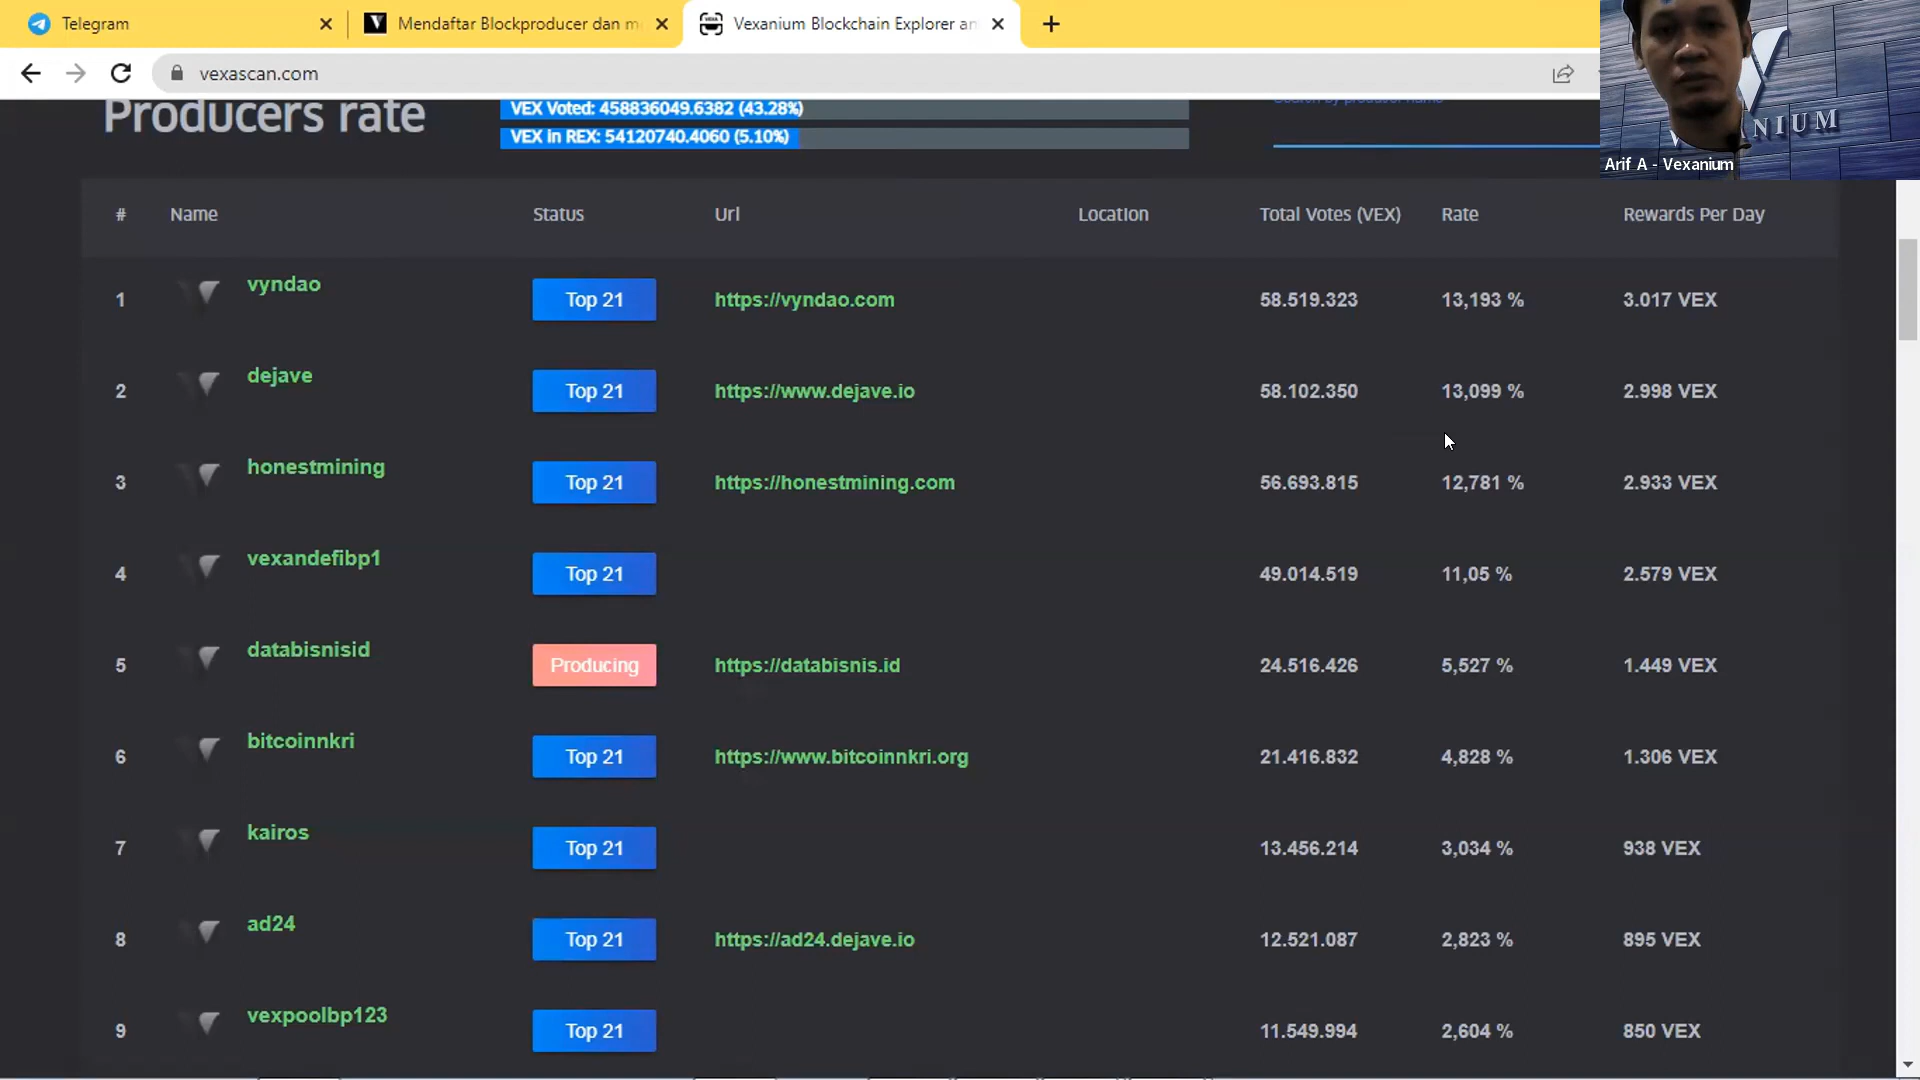 Telegram
Mendaftar Blockproducer dan m
Vexanium Blockchain Explorer an
vexascan.com
Producers rate
VEX Voted: 458836049.6382 (43.28%)
VEX in REX: 54120740.4060 (5.10%)
Search by producer name
NIUM
Arif A - Vexanium
# Name Status Url Location Total Votes (VEX) Rate Rewards Per Day
1 vyndao Top 21 https://vyndao.com 58.519.323 13,193 % 3.017 VEX
2 dejave Top 21 https://www.dejave.io 58.102.350 13,099 % 2.998 VEX
3 honestmining Top 21 https://honestmining.com 56.693.815 12,781 % 2.933 VEX
4 vexandefibp1 Top 21 49.014.519 11,05 % 2.579 VEX
5 databisnisid Producing https://databisnis.id 24.516.426 5,527 % 1.449 VEX
6 bitcoinnkri Top 21 https://www.bitcoinnkri.org 21.416.832 4,828 % 1.306 VEX
7 kairos Top 21 13.456.214 3,034 % 938 VEX
8 ad24 Top 21 https://ad24.dejave.io 12.521.087 2,823 % 895 VEX
9 vexpoolbp123 Top 21 11.549.994 2,604 % 850 VEX